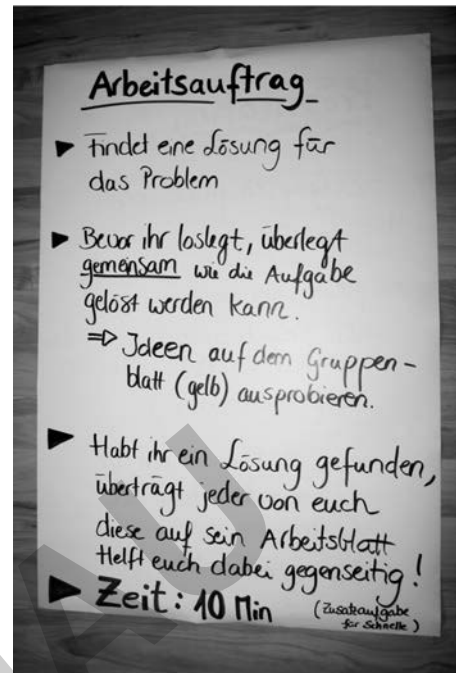 Arbeitsauftrag
► Findet eine Lösung für
das Problem
► Bevor ihr loslegt, überlegt
gemeinsam wie die Aufgabe
gelöst werden kann.
⇒ Ideen auf dem Gruppen-
blatt (gelb) ausprobieren.
► Habt ihr ein Lösung gefunden,
überträgt jeder von euch
diese auf sein Arbeitsblatt
Helft euch dabei gegenseitig!
► Zeit: 10 Min
(Zusatzaufgabe
für Schnelle)
AU